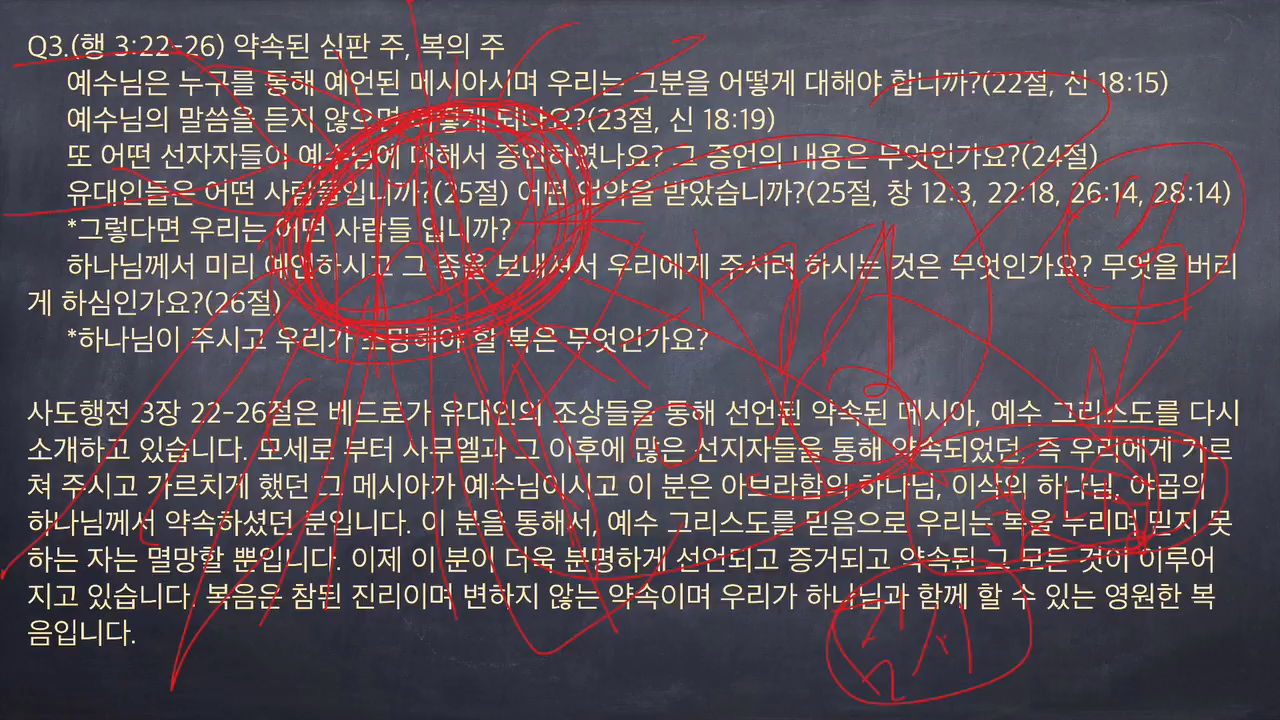 Q3.(행 3:22-26) 약속된 심판 주, 복의 주
예수님은 누구를 통해 예언된 메시아시며 우리는 그분을 어떻게 대해야 합니까?(22절, 신 18:15)
예수님의 말씀을 듣지 않으면 어떻게 되나요?(23절, 신 18:19)
또 어떤 선자자들이 예수님에 대해서 증언하였나요? 그 증언의 내용은 무엇인가요?(24절)
유대인들은 어떤 사람들입니까?(25절) 어떤 언약을 받았습니까?(25절, 창 12:3, 22:18, 26:14, 28:14)
*그렇다면 우리는 어떤 사람들 입니까?
하나님께서 미리 예언하시고 그 종을 보내셔서 우리에게 주시려 하시는 것은 무엇인가요? 무엇을 버리
게 하심인가요?(26절)
*하나님이 주시고 우리가 소망해야 할 복은 무엇인가요?
사도행전 3장 22-26절은 베드로가 유대인의 조상들을 통해 선언된 약속된 메시아, 예수 그리스도를 다시
소개하고 있습니다. 모세로 부터 사무엘과 그 이후에 많은 선지자들을 통해 약속되었던, 즉 우리에게 가르
쳐 주시고 가르치게 했던 그 메시아가 예수님이시고 이 분은 아브라함의 하나님, 이삭의 하나님, 야곱의
하나님께서 약속하셨던 분입니다. 이 분을 통해서, 예수 그리스도를 믿음으로 우리는 복을 누리며 믿지 못
하는 자는 멸망할 뿐입니다. 이제 이 분이 더욱 분명하게 선언되고 증거되고 약속된 그 모든 것이 이루어
지고 있습니다. 복음은 참된 진리이며 변하지 않는 약속이며 우리가 하나님과 함께 할 수 있는 영원한 복
음입니다.